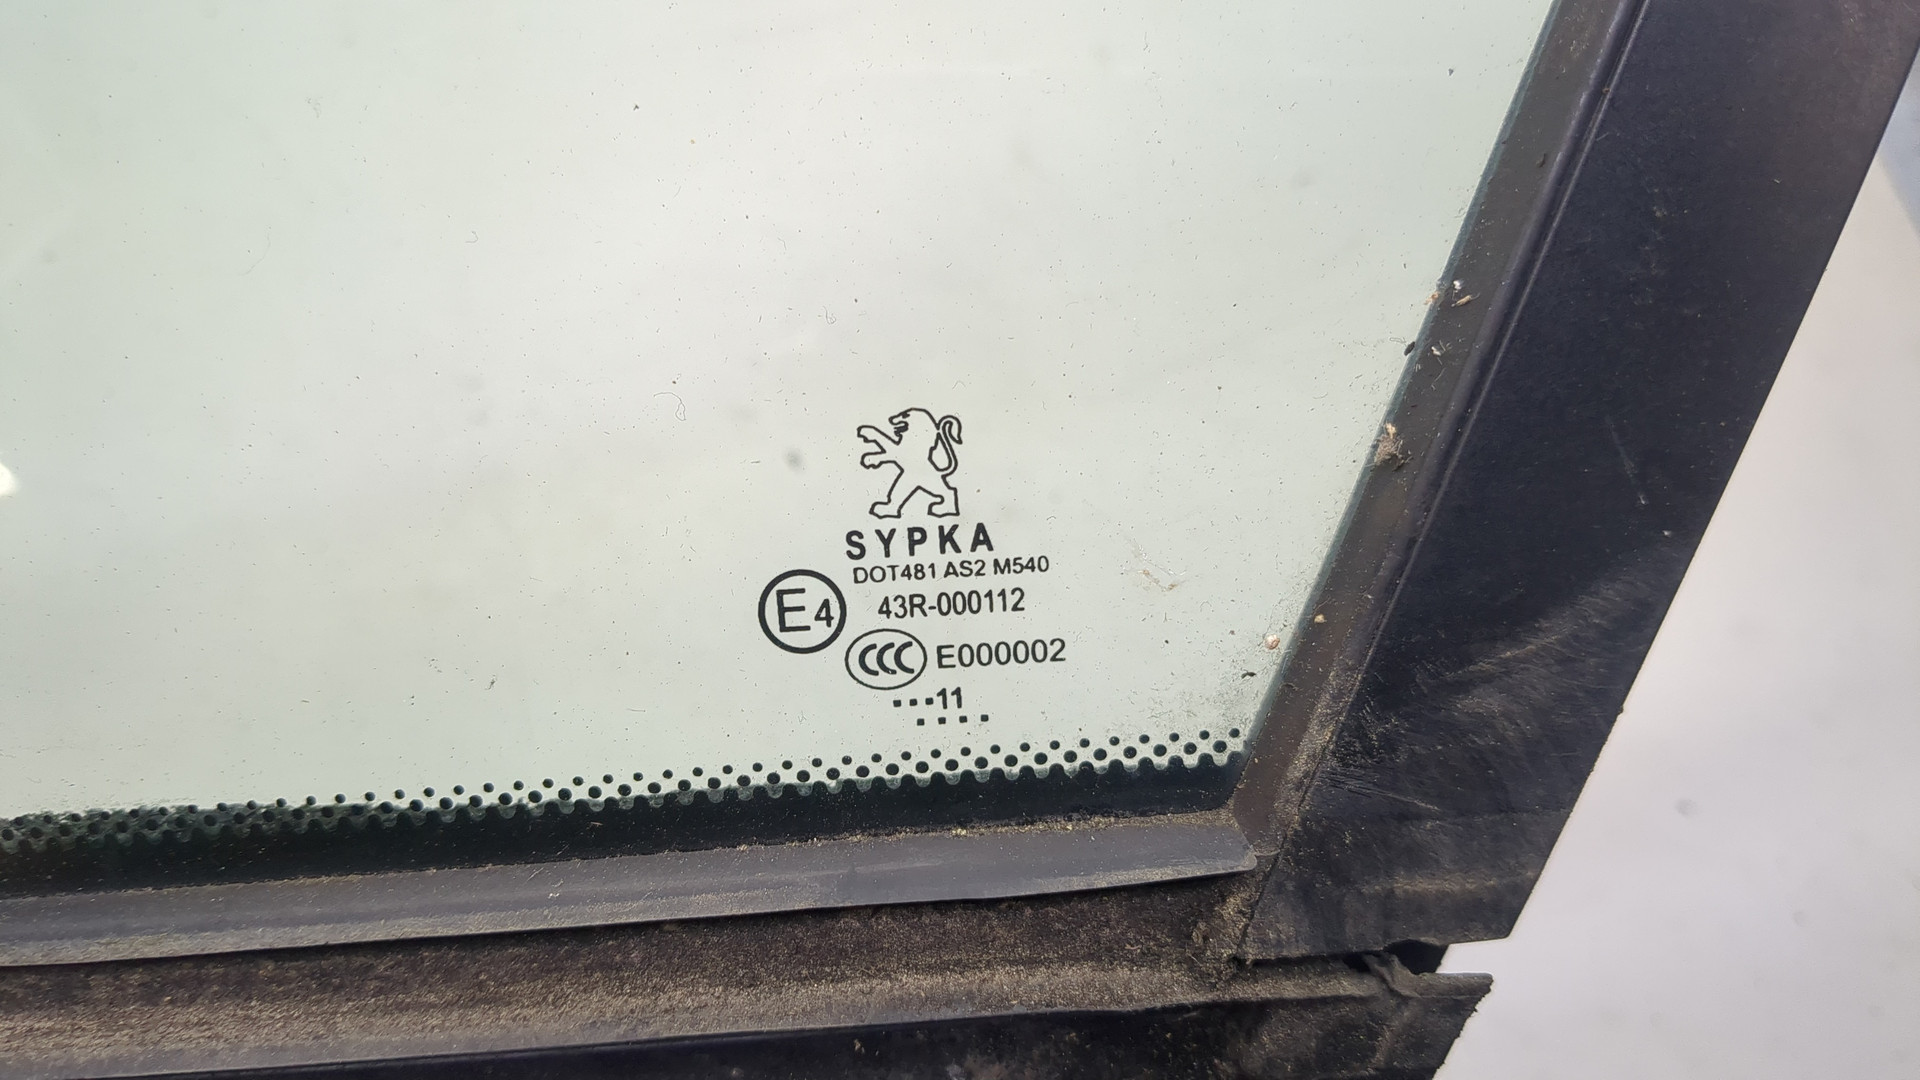 SYPKA
DOT481 AS2 M540
E4 43R-000112
CCC E000002
...11
....